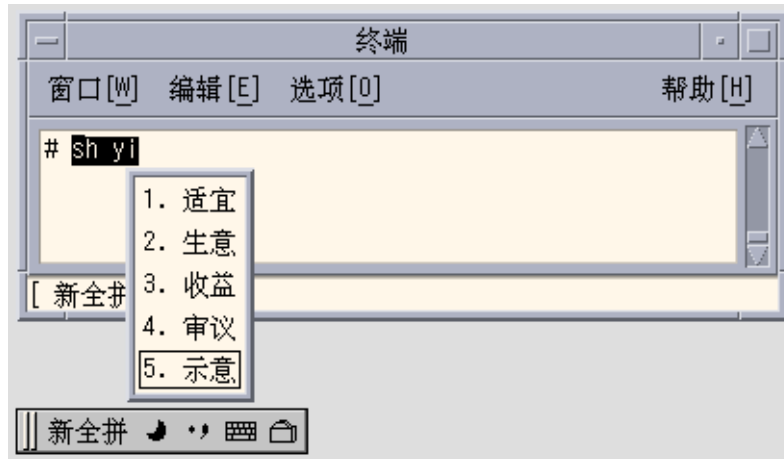 终端
窗口[W] 编辑[E] 选项[O] 帮助[H]
# sh yi
1. 适宜
2. 生意
3. 收益
4. 审议
5. 示意
[ 新全拼
新全拼